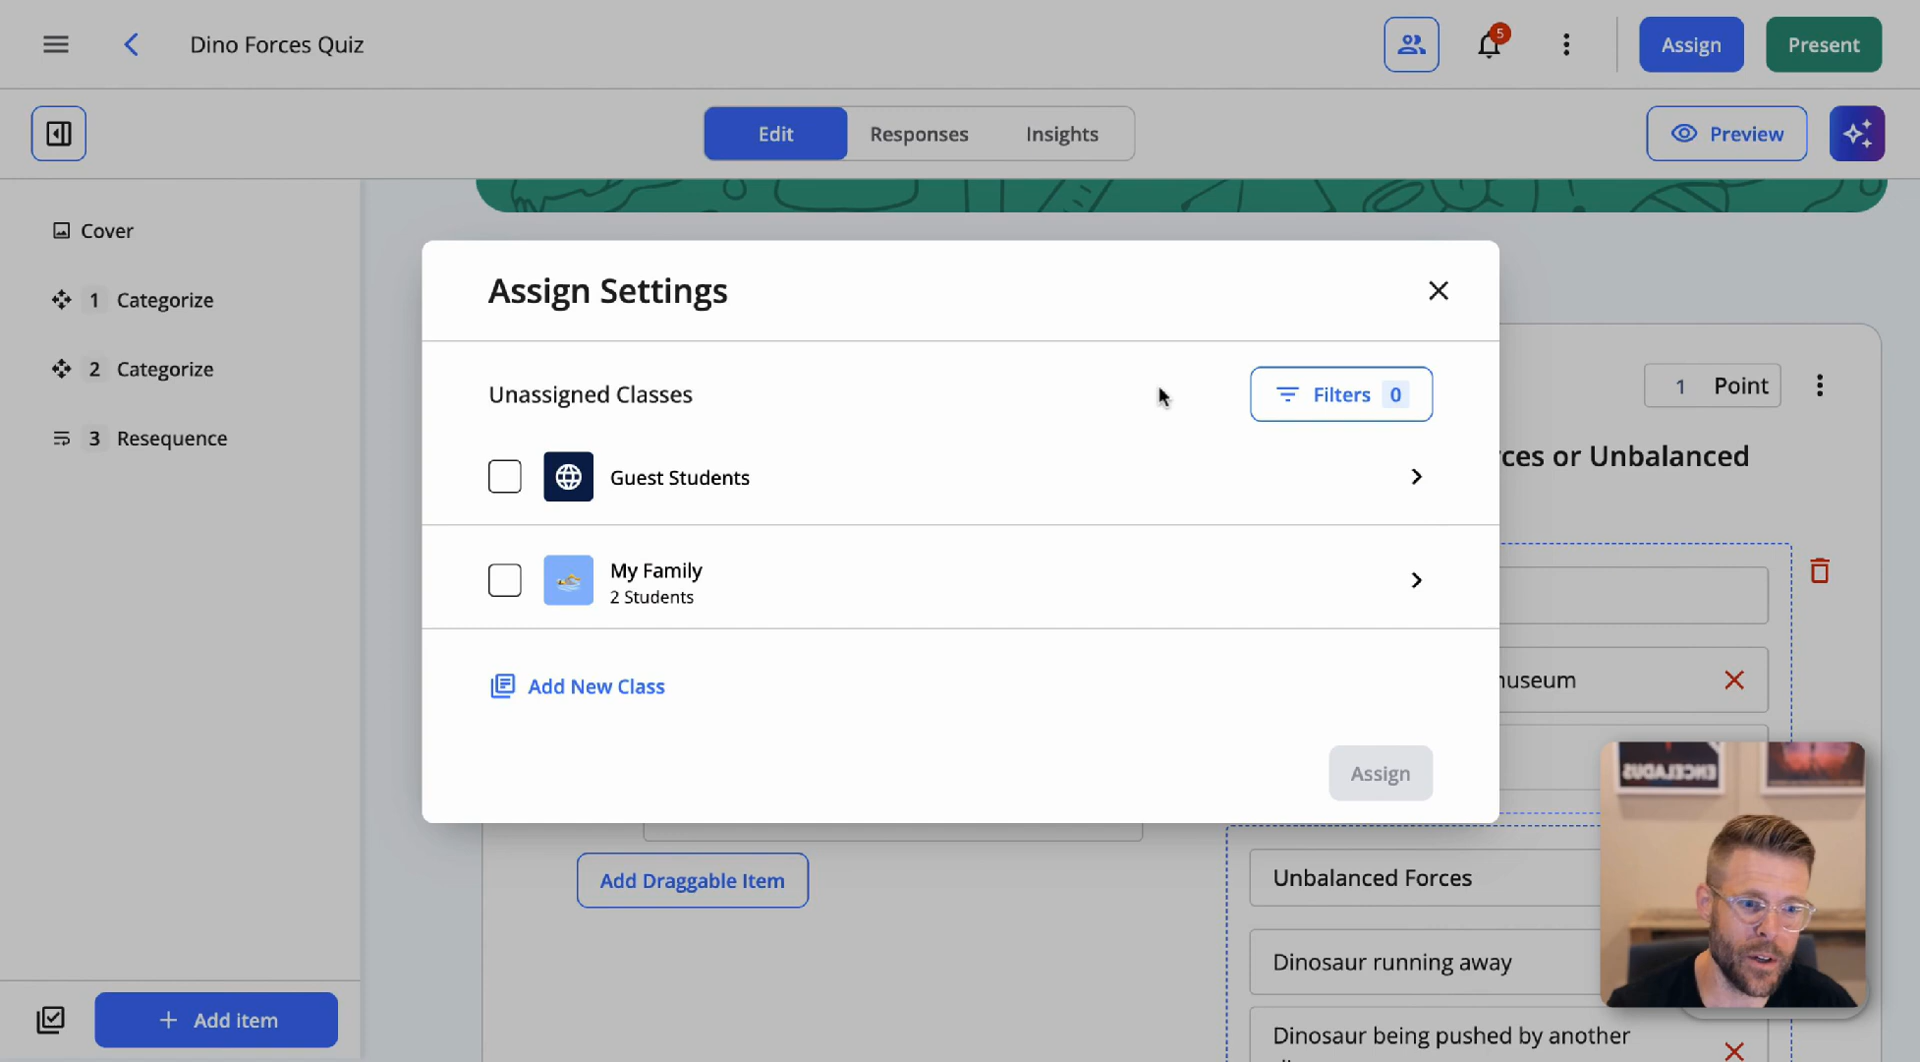 Dino Forces Quiz
5
Assign
Present
Edit
Responses
Insights
Preview
Cover
1 Categorize
2 Categorize
3 Resequence
Assign Settings
Unassigned Classes
Filters 0
Guest Students
My Family
2 Students
Add New Class
Assign
1 Point
ces or Unbalanced
useum
Add Draggable Item
Unbalanced Forces
Dinosaur running away
Dinosaur being pushed by another
Add item
ENCELADUS